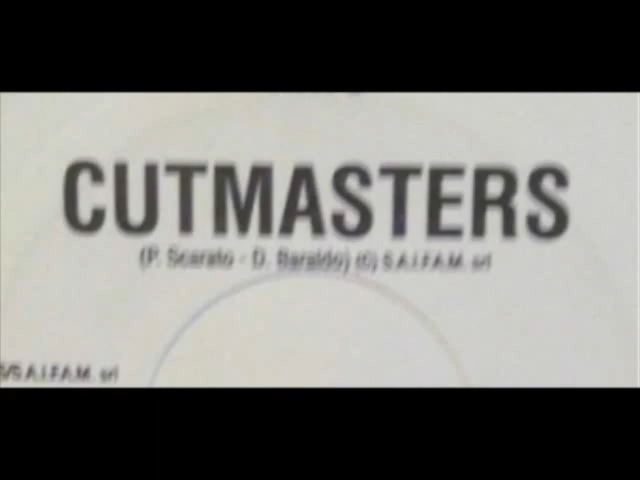 CUTMASTERS
(P. Scarato - D. Baraldo) (C) S.A.I.F.A.M. srl
S.A.I.F.A.M. srl